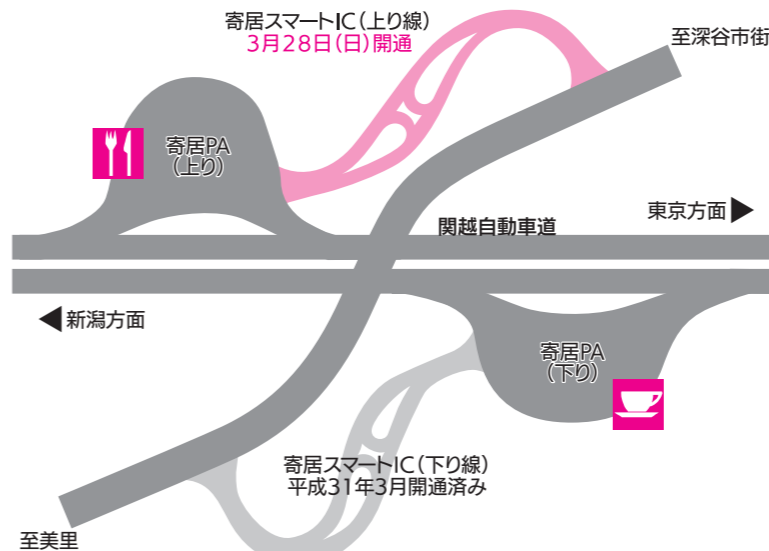 寄居スマートIC(上り線)
3月28日(日)開通
至深谷市街
寄居PA
(上り)
東京方面
関越自動車道
新潟方面
寄居PA
(下り)
寄居スマートIC(下り線)
平成31年3月開通済み
至美里